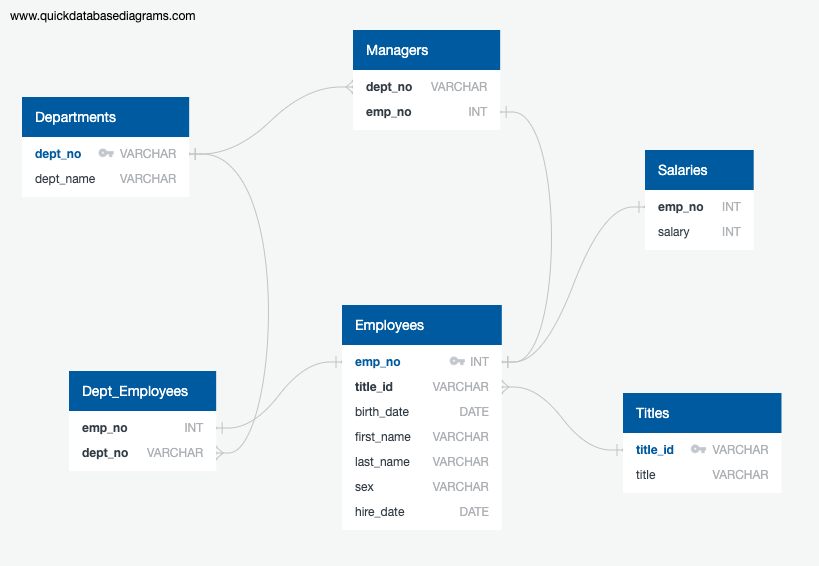 www.quickdatabasediagrams.com
Managers
dept_no VARCHAR
emp_no INT
Departments
dept_no VARCHAR
dept_name VARCHAR
Salaries
emp_no INT
salary INT
Employees
emp_no INT
title_id VARCHAR
birth_date DATE
first_name VARCHAR
last_name VARCHAR
sex VARCHAR
hire_date DATE
Dept_Employees
emp_no INT
dept_no VARCHAR
Titles
title_id VARCHAR
title VARCHAR